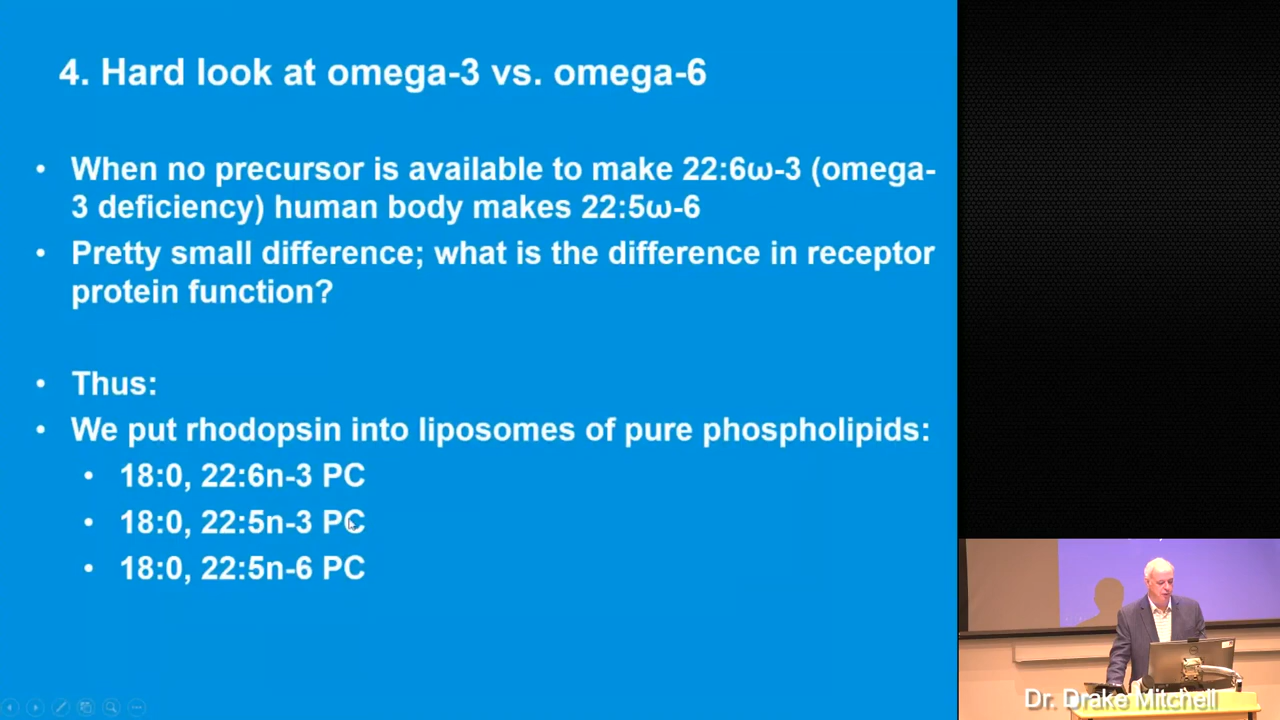 4. Hard look at omega-3 vs. omega-6
• When no precursor is available to make 22:6ω-3 (omega-
3 deficiency) human body makes 22:5ω-6
• Pretty small difference; what is the difference in receptor
protein function?
• Thus:
• We put rhodopsin into liposomes of pure phospholipids:
• 18:0, 22:6n-3 PC
• 18:0, 22:5n-3 PC
• 18:0, 22:5n-6 PC
Dr. Drake Mitchell